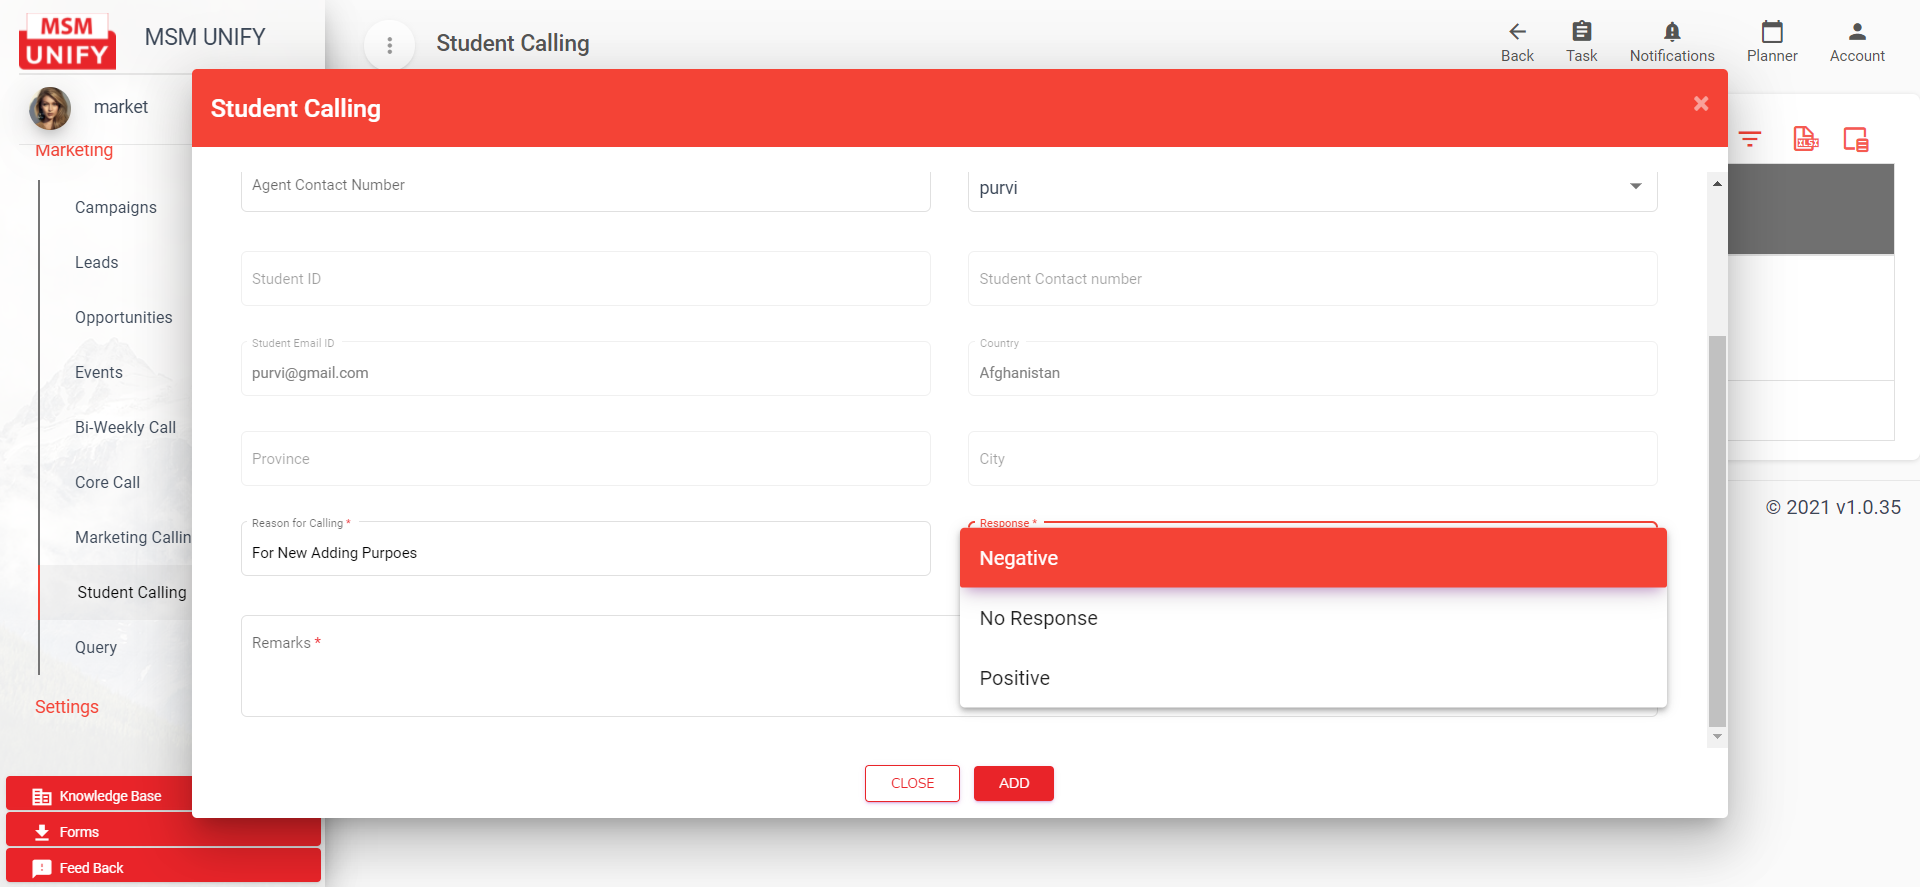 MSM
UNIFY
MSM UNIFY
Student Calling
Back
Task
Notifications
Planner
Account
market
Marketing
Campaigns
Leads
Opportunities
Events
Bi-Weekly Call
Core Call
Marketing Callin
Student Calling
Query
Settings
Knowledge Base
Forms
Feed Back
Student Calling
×
XLSX
Agent Contact Number
purvi
Student ID
Student Contact number
Student Email ID
purvi@gmail.com
Country
Afghanistan
Province
City
Reason for Calling *
For New Adding Purpoes
Response *
Negative
No Response
Positive
Remarks *
CLOSE
ADD
© 2021 v1.0.35